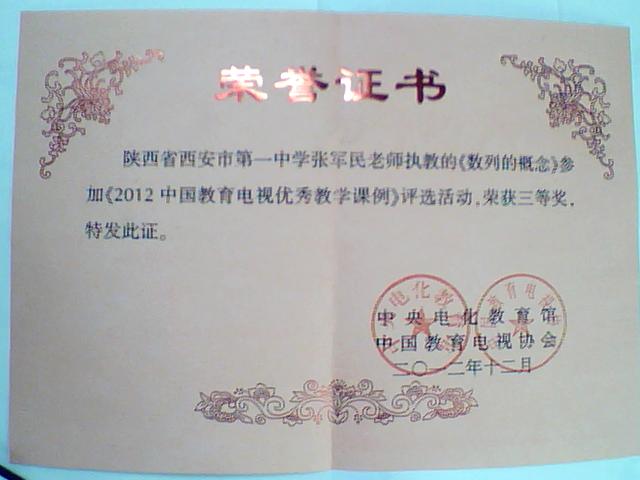 荣誉证书
陕西省西安市第一中学张军民老师执教的《数列的概念》参
加《2012中国教育电视优秀教学课例》评选活动，荣获三等奖，
特发此证。
中央电化教育馆
中国教育电视协会
二〇一二年十二月